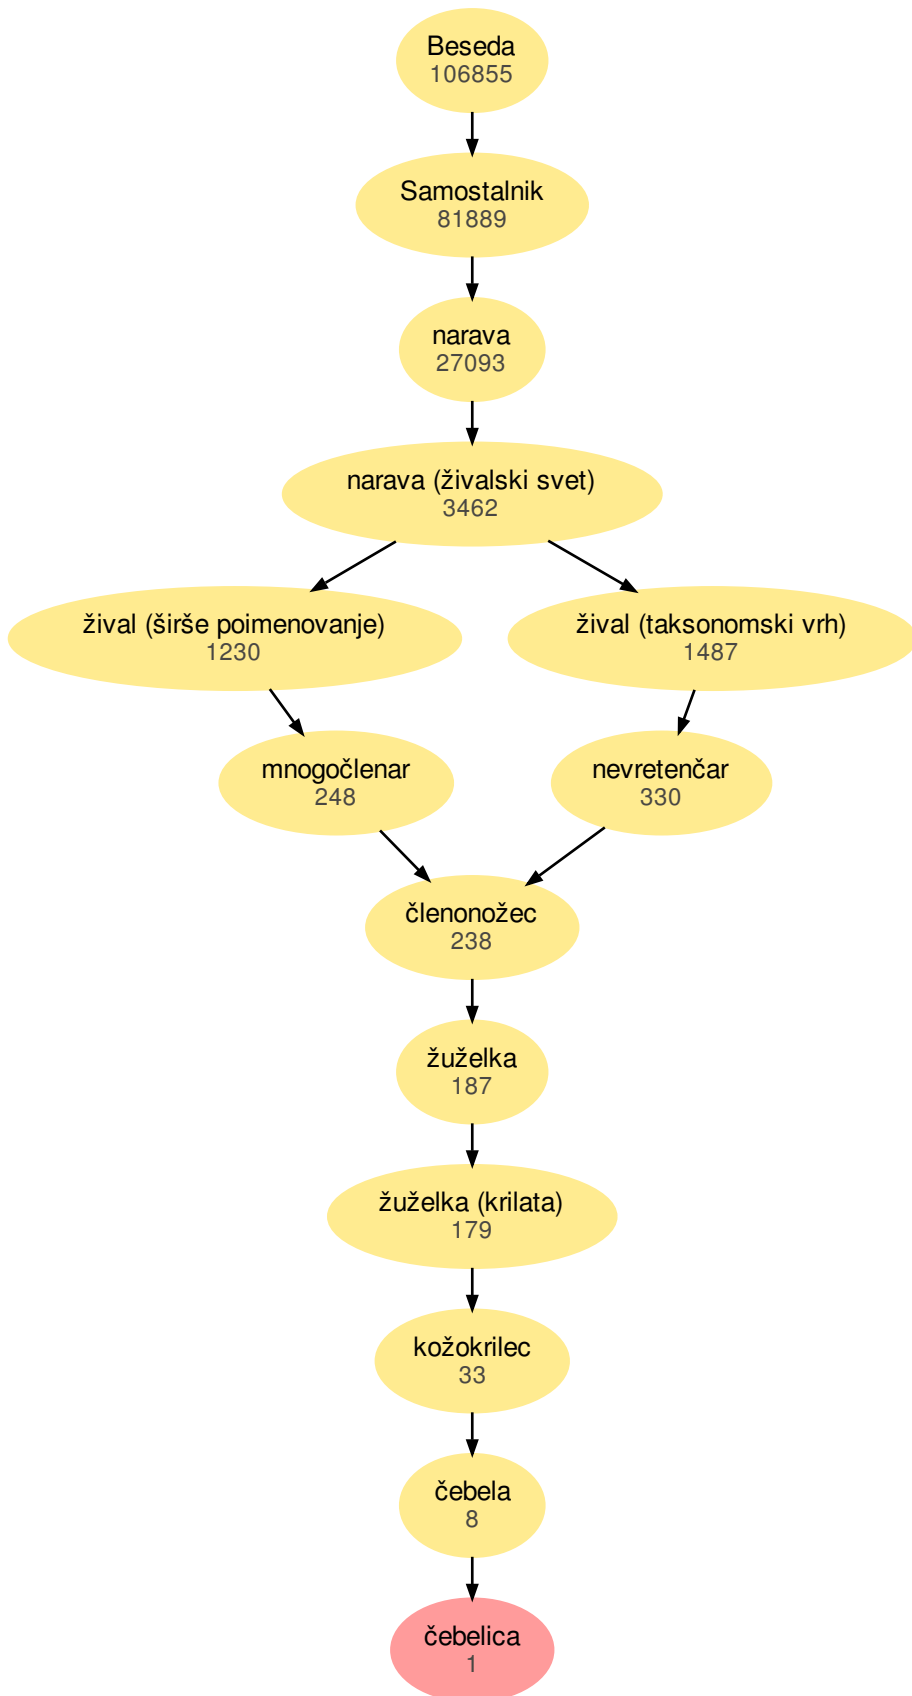 Beseda
106855
Samostalnik
81889
narava
27093
narava (živalski svet)
3462
žival (širše poimenovanje)
1230
žival (taksonomski vrh)
1487
mnogočlenar
248
nevretenčar
330
členonožec
238
žuželka
187
žuželka (krilata)
179
kožokrilec
33
čebela
8
čebelica
1